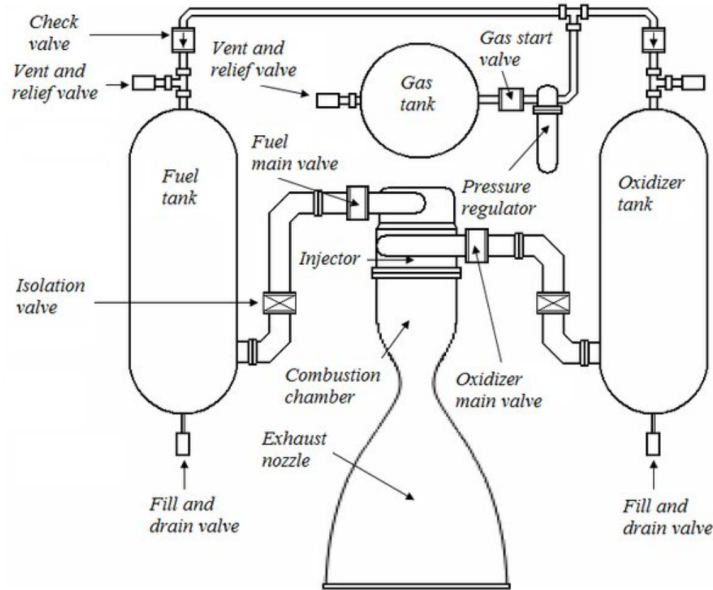 Check
valve
Vent and
relief valve
Vent and
relief valve
Gas
tank
Gas start
valve
Fuel
tank
Fuel
main valve
Pressure
regulator
Oxidizer
tank
Injector
Isolation
valve
Combustion
chamber
Oxidizer
main valve
Exhaust
nozzle
Fill and
drain valve
Fill and
drain valve